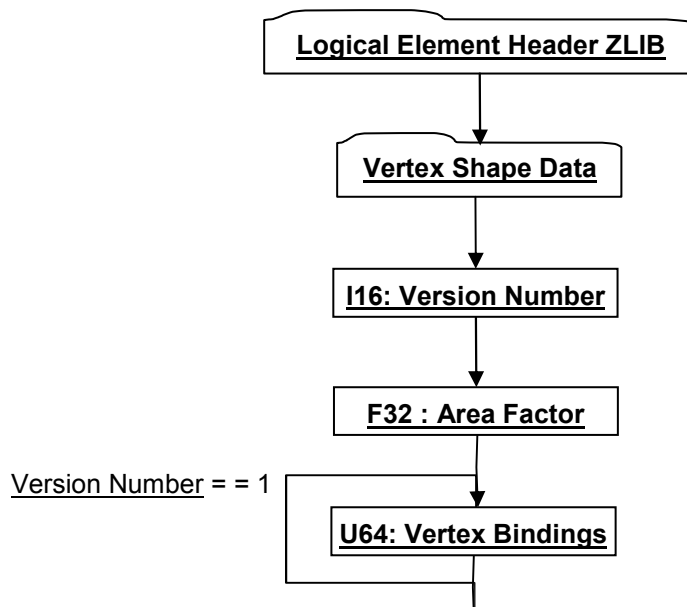 Logical Element Header ZLIB
Vertex Shape Data
I16: Version Number
F32 : Area Factor
Version Number = = 1
U64: Vertex Bindings